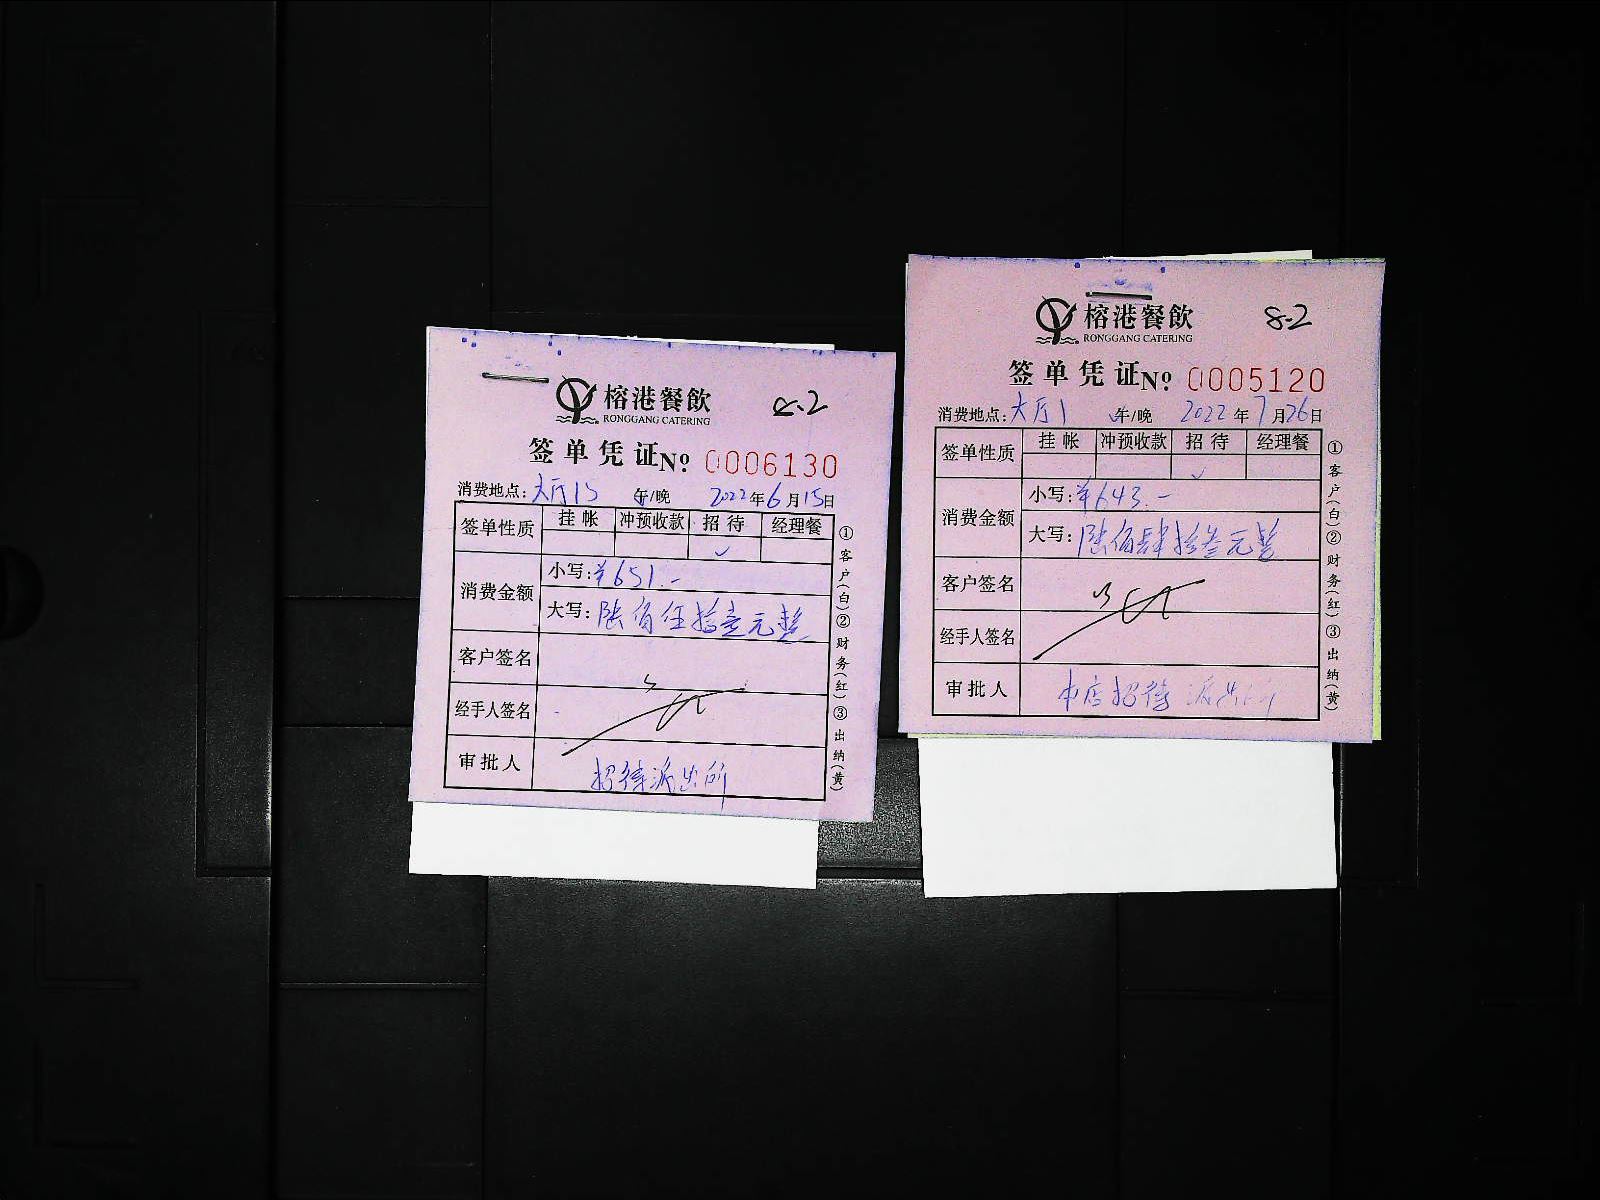 榕港餐飲
RONGGANG CATERING
8-2
签单凭证№ 0006130
消费地点：大厅15 午/晚 2022年6月15日
签单性质 挂帐 冲预收款 招待 经理餐
✓
消费金额
小写：¥651.-
大写：陆佰伍拾壹元整
客户签名
经手人签名
审批人 招待派出所
①客户(白)②财务(红)③出纳(黄)
榕港餐飲
RONGGANG CATERING
8-2
签单凭证№ 0005120
消费地点：大厅1 午/晚 2022年7月26日
签单性质 挂帐 冲预收款 招待 经理餐
✓
消费金额
小写：¥643.-
大写：陆佰肆拾叁元整
客户签名
经手人签名
审批人 本店招待 派出所
①客户(白)②财务(红)③出纳(黄)